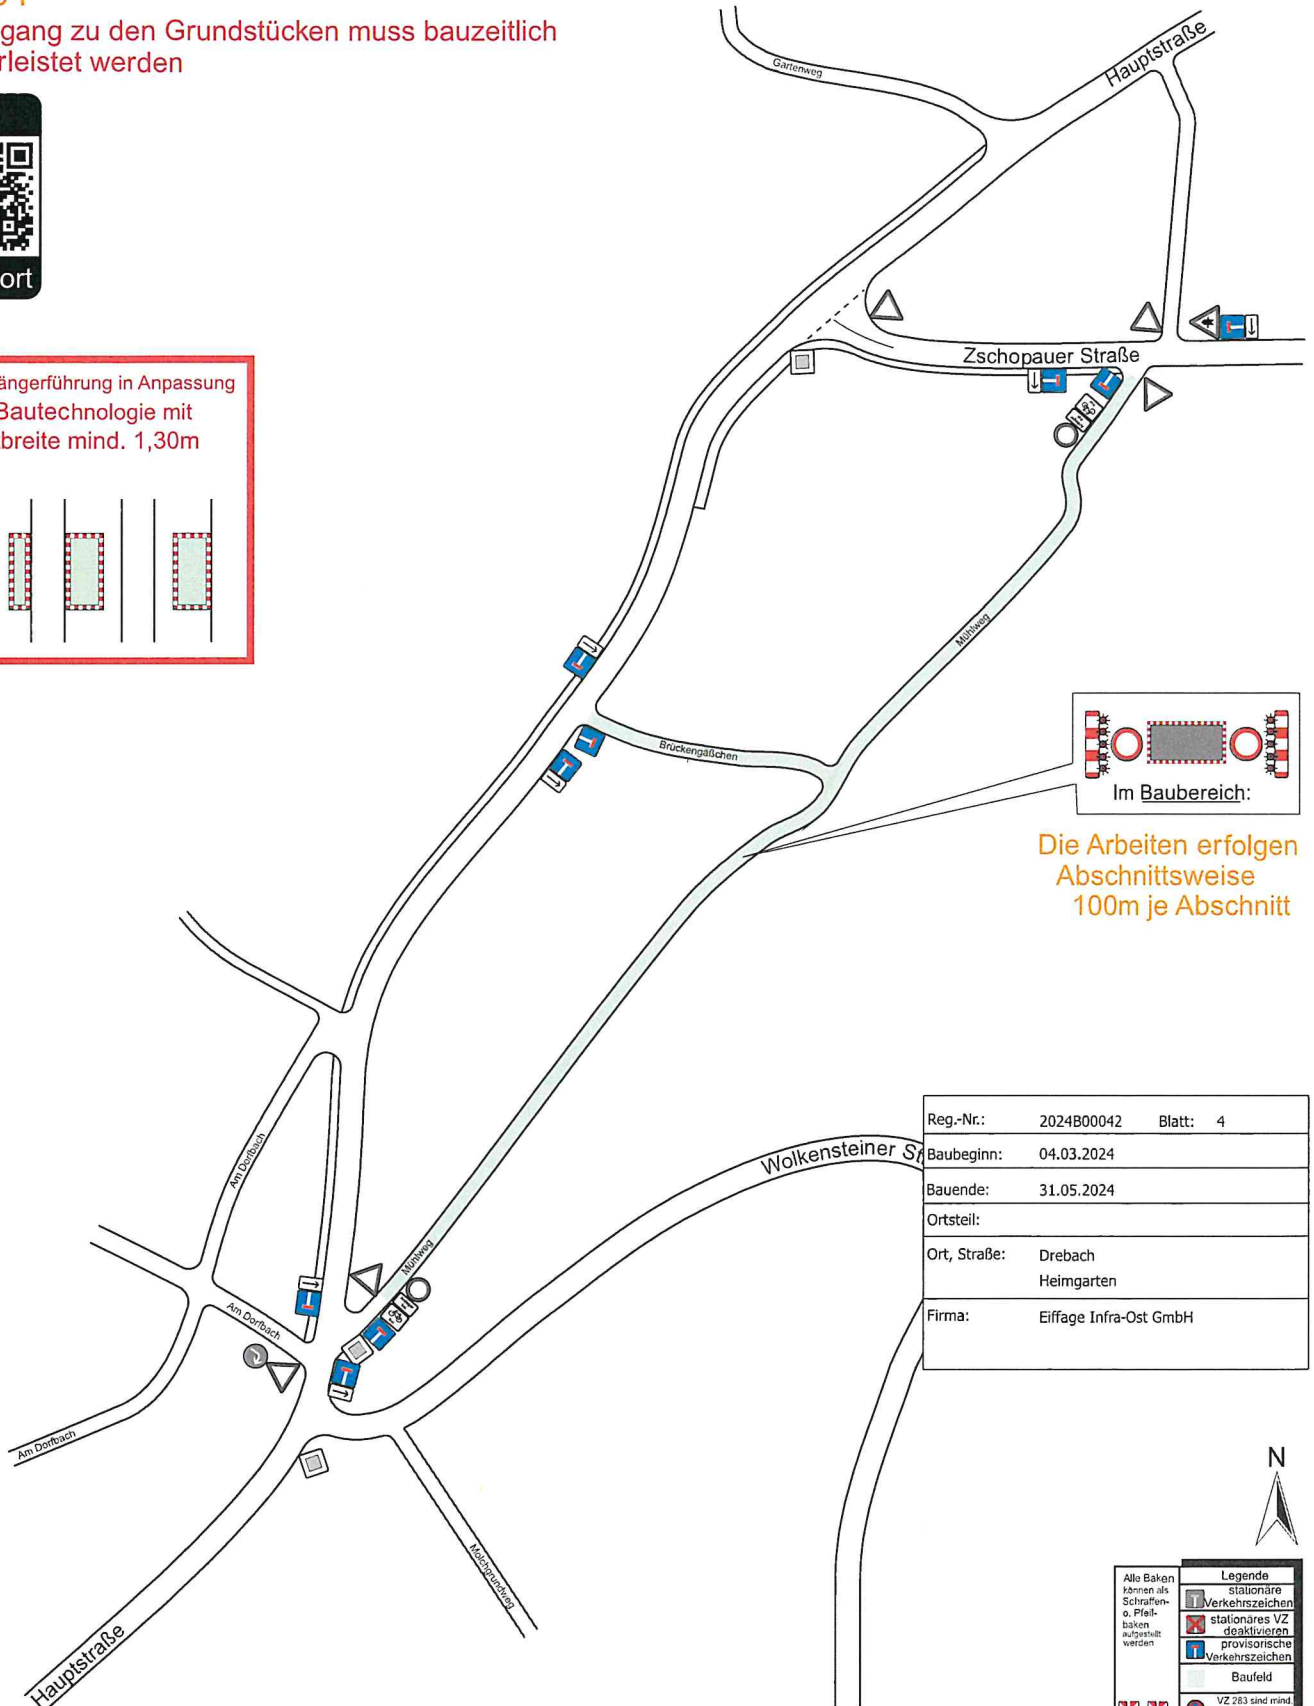 gang zu den Grundstücken muss bauzeitlich
rleistet werden
ort
ängerführung in Anpassung
Bautechnologie mit
breite mind. 1,30m
Gartenweg
Hauptstraße
Zschopauer Straße
Mühlweg
Brückengäßchen
Im Baubereich:
Die Arbeiten erfolgen
Abschnittsweise
100m je Abschnitt
Am Dorfbach
Wolkensteiner St
Mühlweg
Am Dorfbach
Am Dorfbach
Molchgrundweg
Hauptstraße
Reg.-Nr.: 2024B00042 Blatt: 4
Baubeginn: 04.03.2024
Bauende: 31.05.2024
Ortsteil:
Ort, Straße: Drebach
Heimgarten
Firma: Eiffage Infra-Ost GmbH
N
Alle Baken
können als
Schraffen-
o. Pfeil-
baken
aufgestellt
werden
Legende
stationäre
Verkehrszeichen
stationäres VZ
deaktivieren
provisorische
Verkehrszeichen
Baufeld
VZ 283 sind mind.